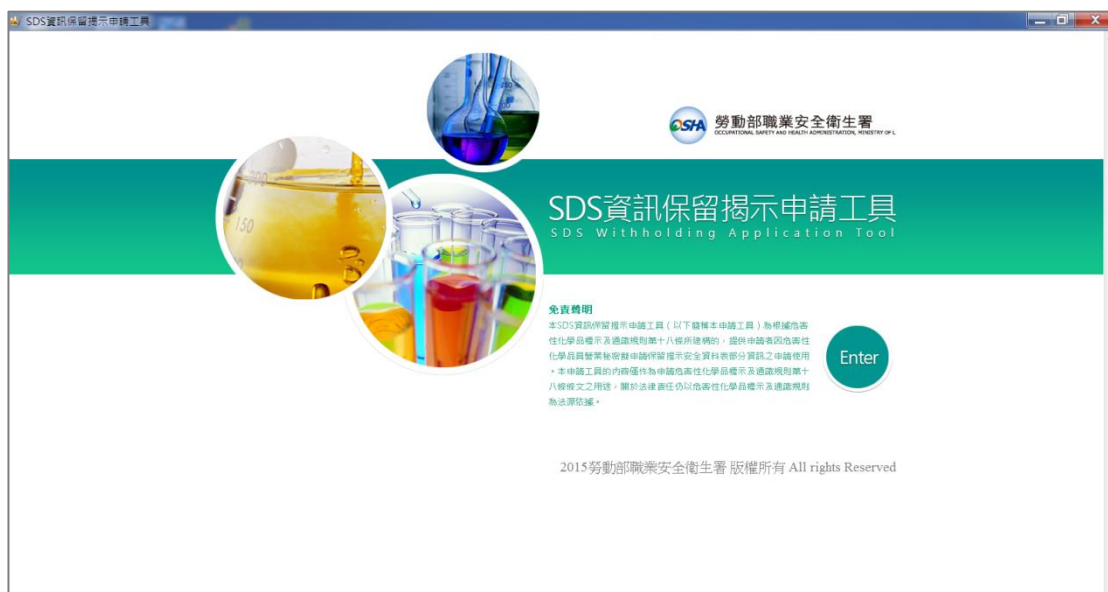 SDS資訊保留揭示申請工具
OSHA 勞動部職業安全衛生署
OCCUPATIONAL SAFETY AND HEALTH ADMINISTRATION, MINISTRY OF L
SDS資訊保留揭示申請工具
SDS Withholding Application Tool
免責聲明
本SDS資訊保留揭示申請工具（以下簡稱本申請工具）為根據危害
性化學品標示及通識規則第十八條所建構的，提供申請者因危害性
化學品具營業秘密擬申請保留揭示安全資料表部分資訊之申請使用
。本申請工具的內容僅作為申請危害性化學品標示及通識規則第十
八條條文之用途，關於法律責任仍以危害性化學品標示及通識規則
為法源依據。
Enter
2015勞動部職業安全衛生署 版權所有 All rights Reserved
200
150